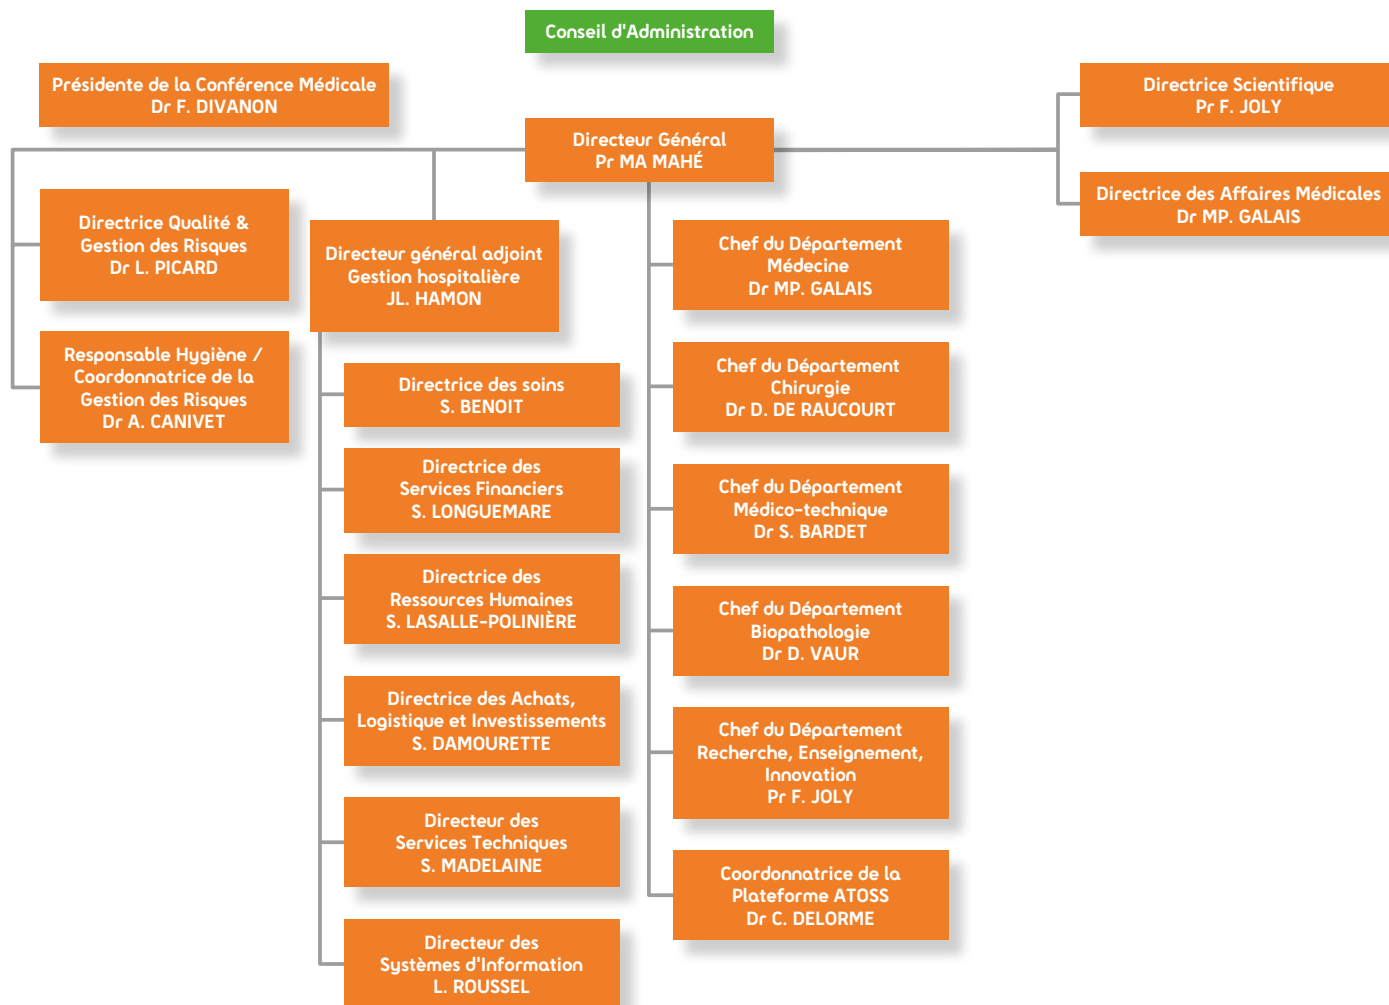 Conseil d'Administration
Présidente de la Conférence Médicale
Dr F. DIVANON
Directrice Scientifique
Pr F. JOLY
Directeur Général
Pr MA MAHÉ
Directrice des Affaires Médicales
Dr MP. GALAIS
Directrice Qualité &
Gestion des Risques
Dr L. PICARD
Responsable Hygiène /
Coordonnatrice de la
Gestion des Risques
Dr A. CANIVET
Directeur général adjoint
Gestion hospitalière
JL. HAMON
Directrice des soins
S. BENOIT
Directrice des
Services Financiers
S. LONGUEMARE
Directrice des
Ressources Humaines
S. LASALLE-POLINIÈRE
Directrice des Achats,
Logistique et Investissements
S. DAMOURETTE
Directeur des
Services Techniques
S. MADELAINE
Directeur des
Systèmes d'Information
L. ROUSSEL
Chef du Département
Médecine
Dr MP. GALAIS
Chef du Département
Chirurgie
Dr D. DE RAUCOURT
Chef du Département
Médico-technique
Dr S. BARDET
Chef du Département
Biopathologie
Dr D. VAUR
Chef du Département
Recherche, Enseignement,
Innovation
Pr F. JOLY
Coordonnatrice de la
Plateforme ATOSS
Dr C. DELORME